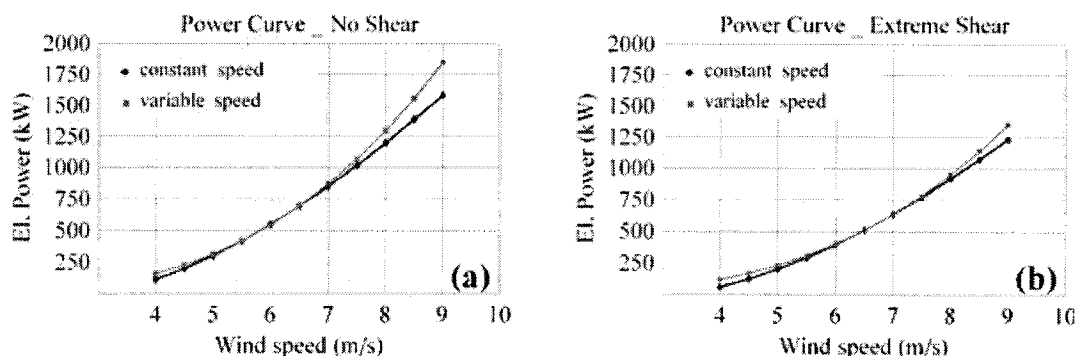 Power Curve _ No Shear
El. Power (kW)
2000
1750
1500
1250
1000
750
500
250
constant speed
variable speed
(a)
4 5 6 7 8 9 10
Wind speed (m/s)
Power Curve _ Extreme Shear
El. Power (kW)
2000
1750
1500
1250
1000
750
500
250
constant speed
variable speed
(b)
4 5 6 7 8 9 10
Wind speed (m/s)